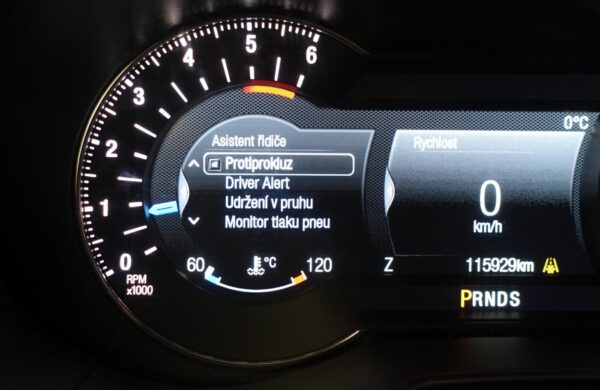 6
5
4
3
2
1
0
RPM
x1000
Asistent řidiče
Protiprokluz
Driver Alert
Udržení v pruhu
Monitor tlaku pneu
60 °C 120
0°C
Rychlost
0
km/h
Z 115929km
PRNDS